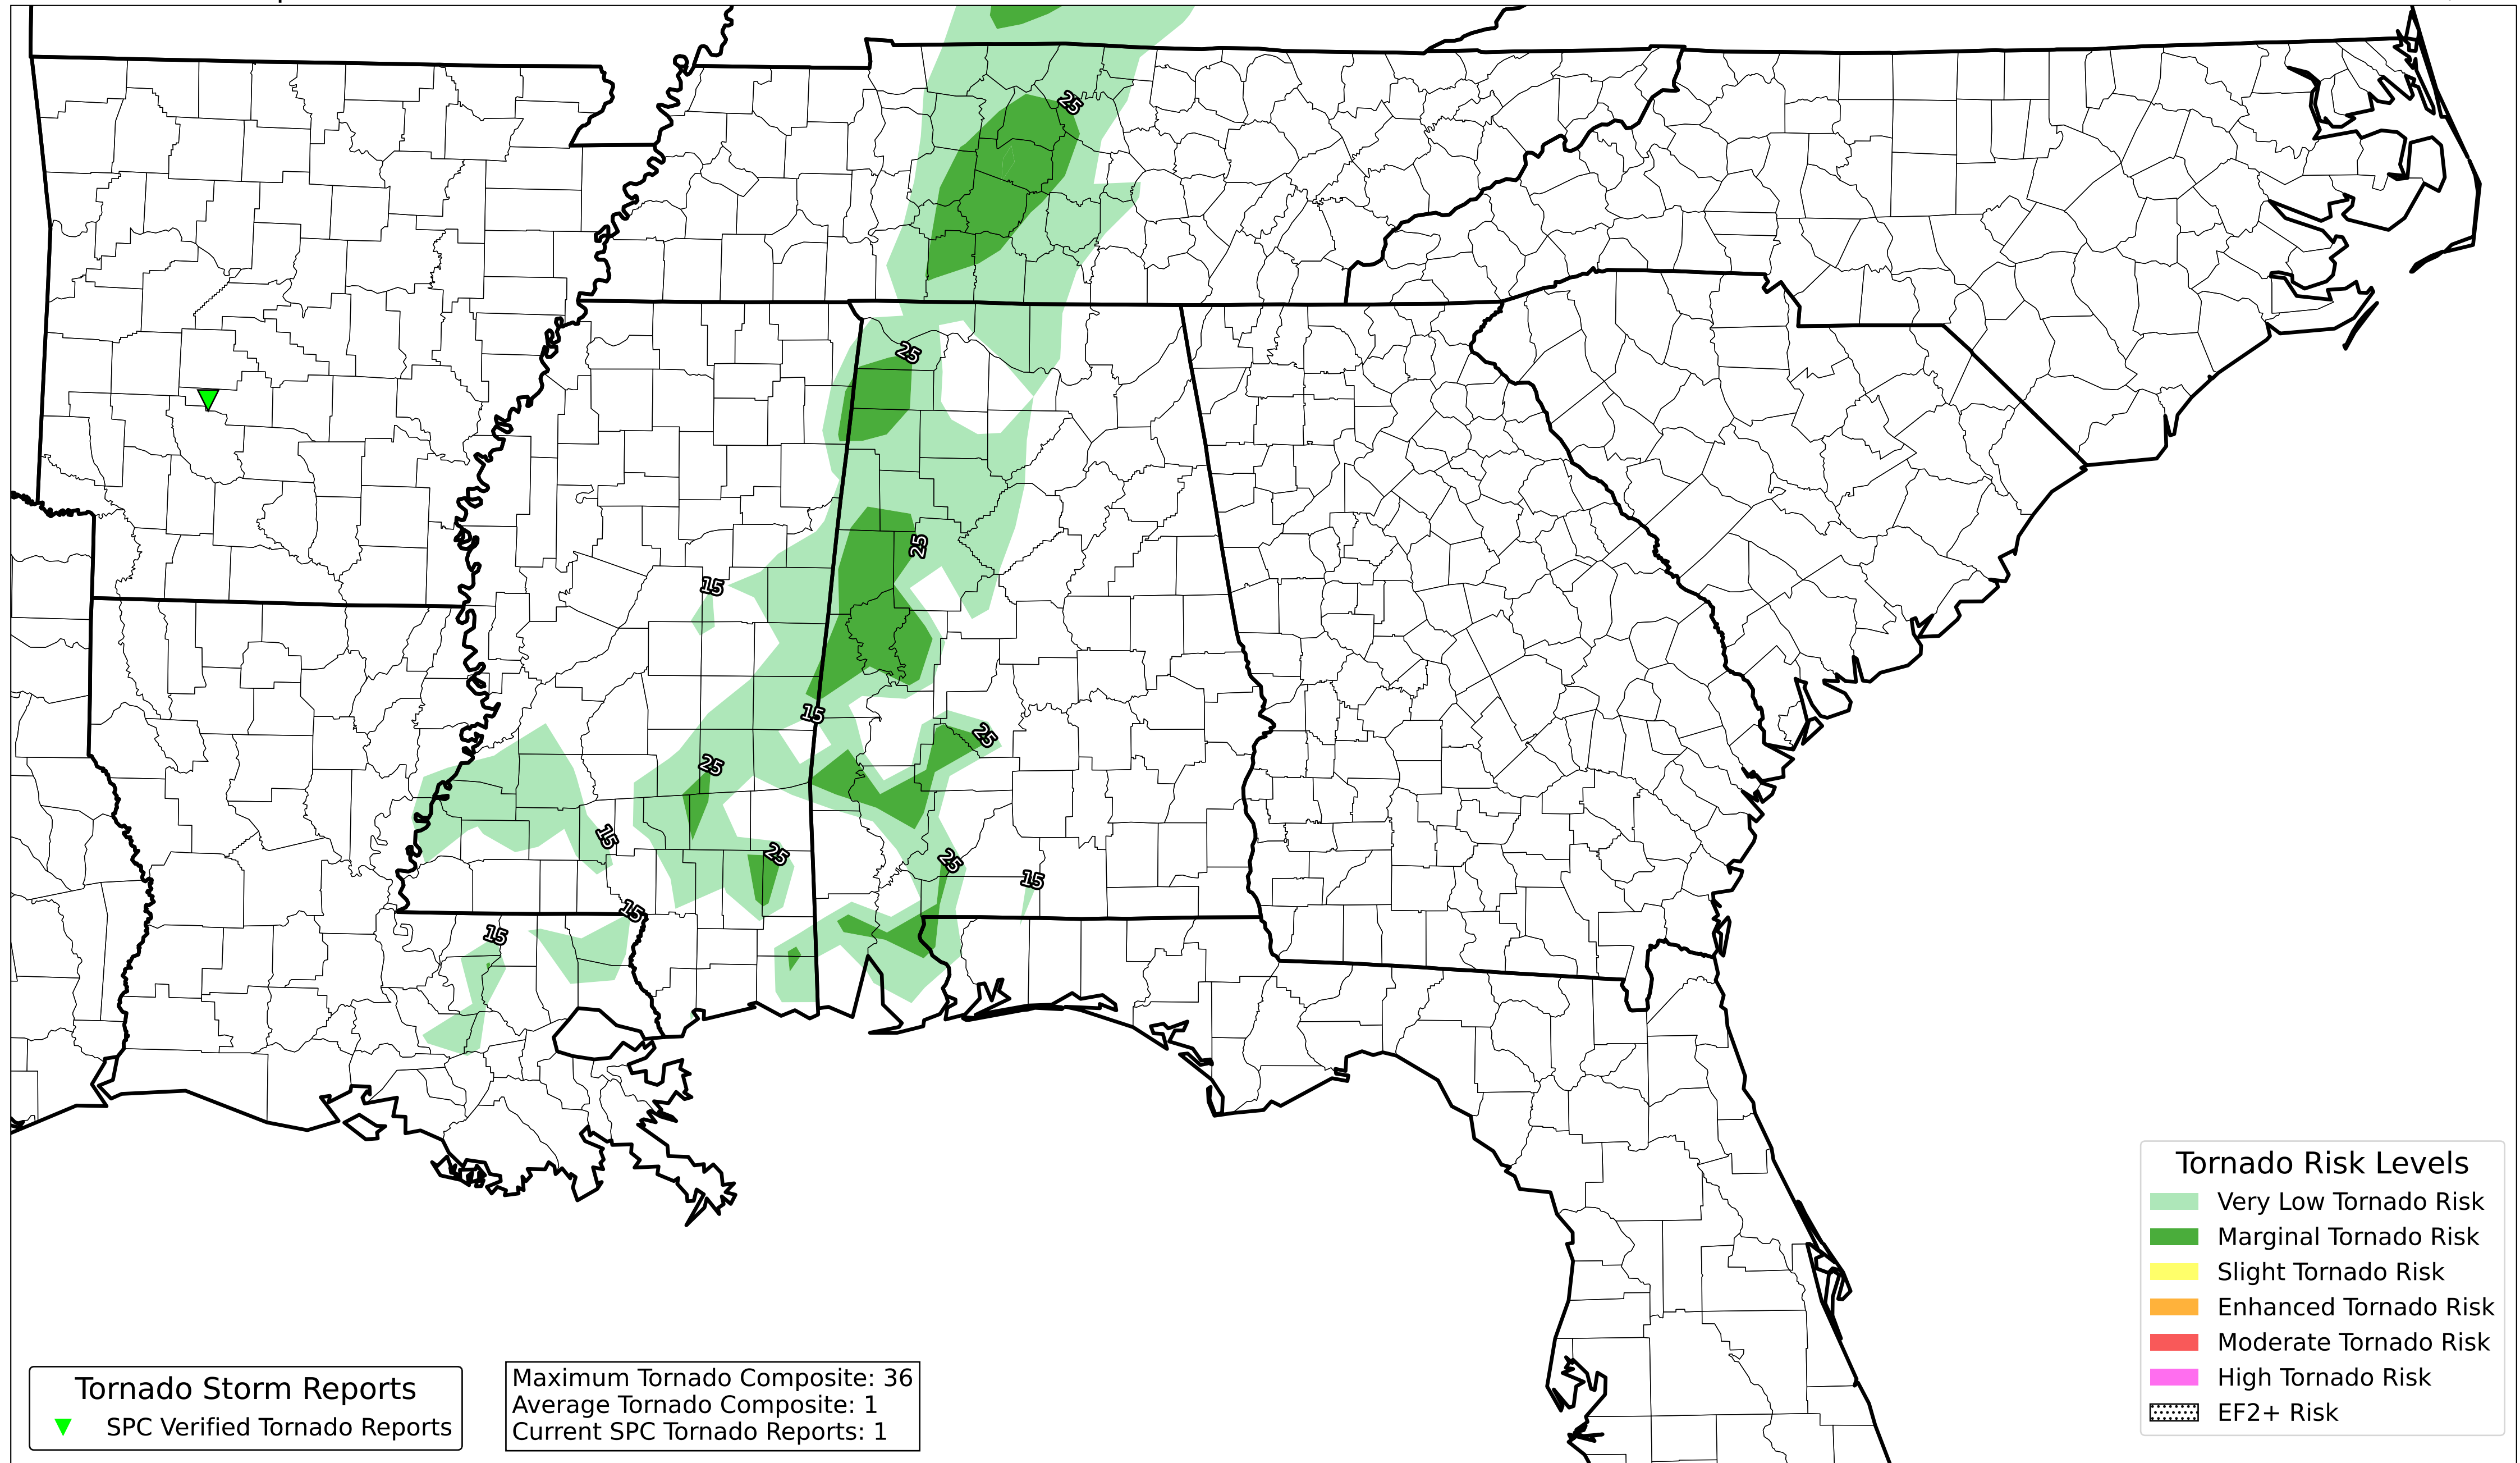 25
25
25
15
15
25
25
15
25
25
15
15
15
Tornado Risk Levels
Very Low Tornado Risk
Marginal Tornado Risk
Slight Tornado Risk
Enhanced Tornado Risk
Moderate Tornado Risk
High Tornado Risk
EF2+ Risk
Tornado Storm Reports
SPC Verified Tornado Reports
Maximum Tornado Composite: 36
Average Tornado Composite: 1
Current SPC Tornado Reports: 1